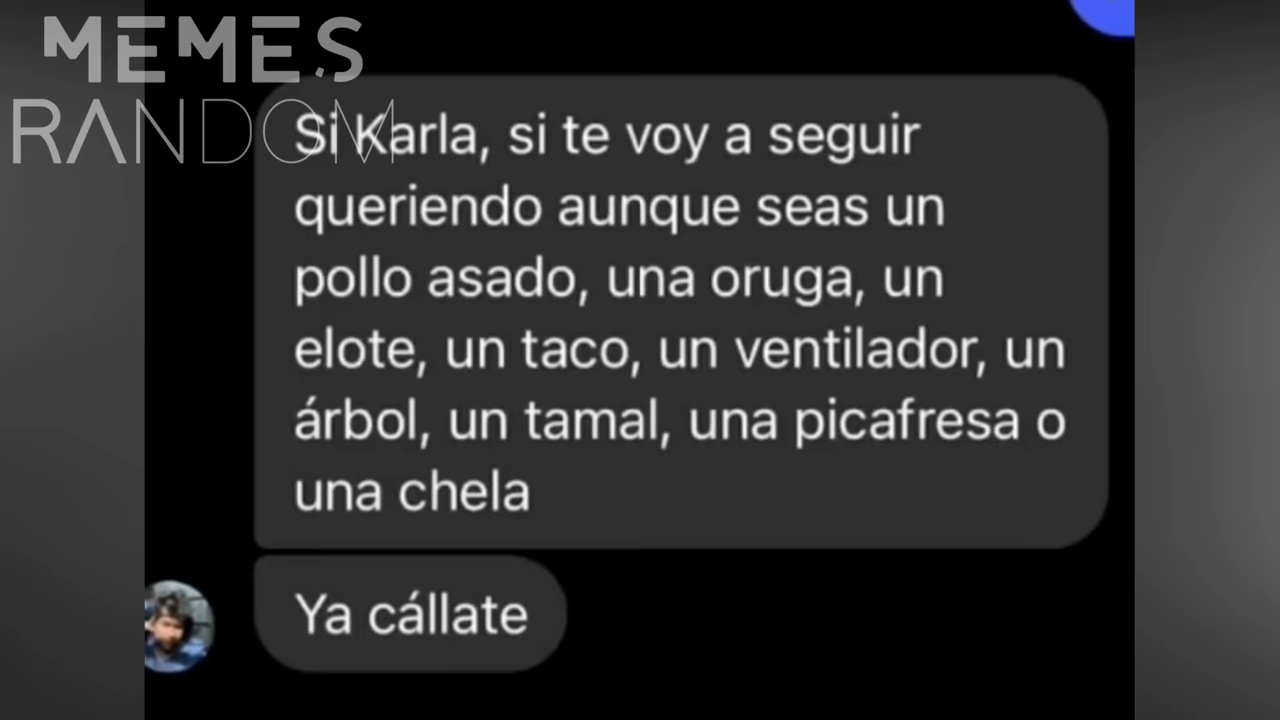 MEMES
RANDOM
Si Karla, si te voy a seguir
queriendo aunque seas un
pollo asado, una oruga, un
elote, un taco, un ventilador, un
árbol, un tamal, una picafresa o
una chela
Ya cállate